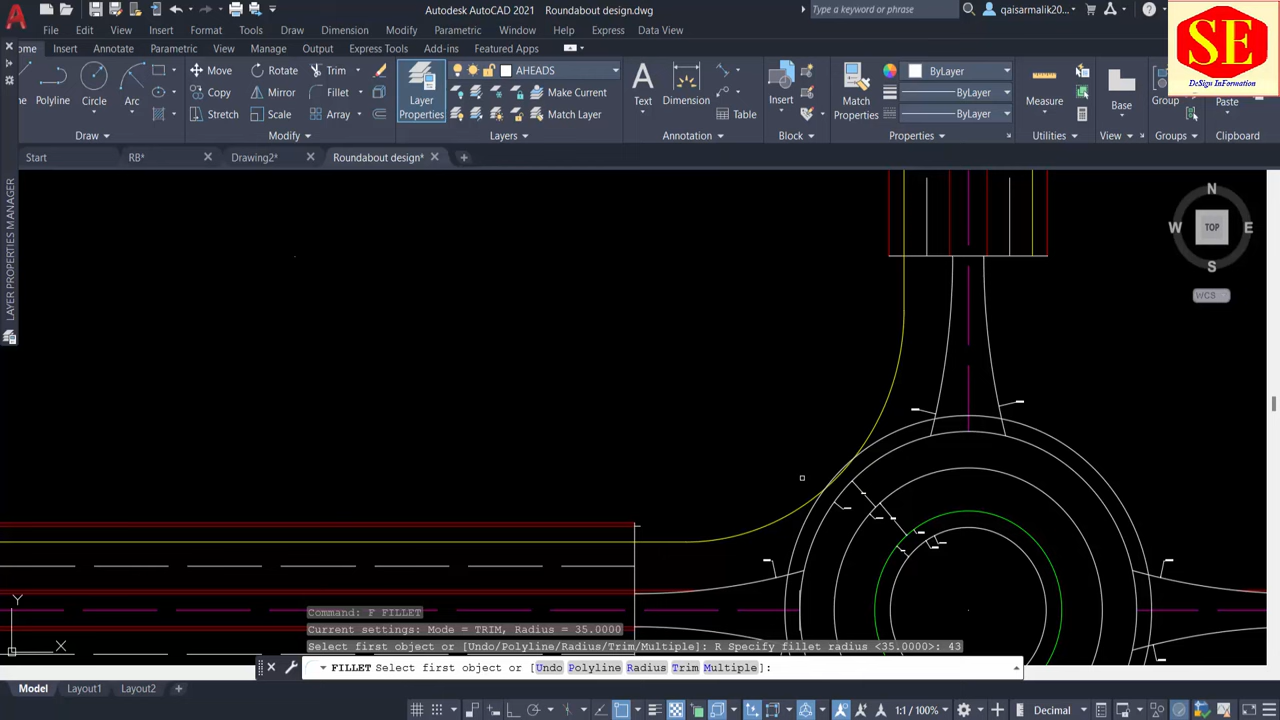 Autodesk AutoCAD 2021 Roundabout design.dwg
Type a keyword or phrase
qaisarmalik20...
File Edit View Insert Format Tools Draw Dimension Modify Parametric Window Help Express Data View
ome Insert Annotate Parametric View Manage Output Express Tools Add-ins Featured Apps
SE
DeSign InFormation
Polyline Circle Arc
Move Rotate Trim
Copy Mirror Fillet
Stretch Scale Array
Layer Properties
AHEADS
Make Current
Match Layer
Text Dimension Table
Insert
Match Properties
ByLayer
ByLayer
ByLayer
Measure
Base
Group
Paste
Draw Modify Layers Annotation Block Properties Utilities View Groups Clipboard
Start RB* Drawing2* Roundabout design*
LAYER PROPERTIES MANAGER
N
W TOP E
S
WCS
Y
X
Command: F FILLET
Current settings: Mode = TRIM, Radius = 35.0000
Select first object or [Undo/Polyline/Radius/Trim/Multiple]: R Specify fillet radius <35.0000>: 43
FILLET Select first object or [Undo Polyline Radius Trim Multiple]:
Model Layout1 Layout2 +
1:1 / 100% Decimal